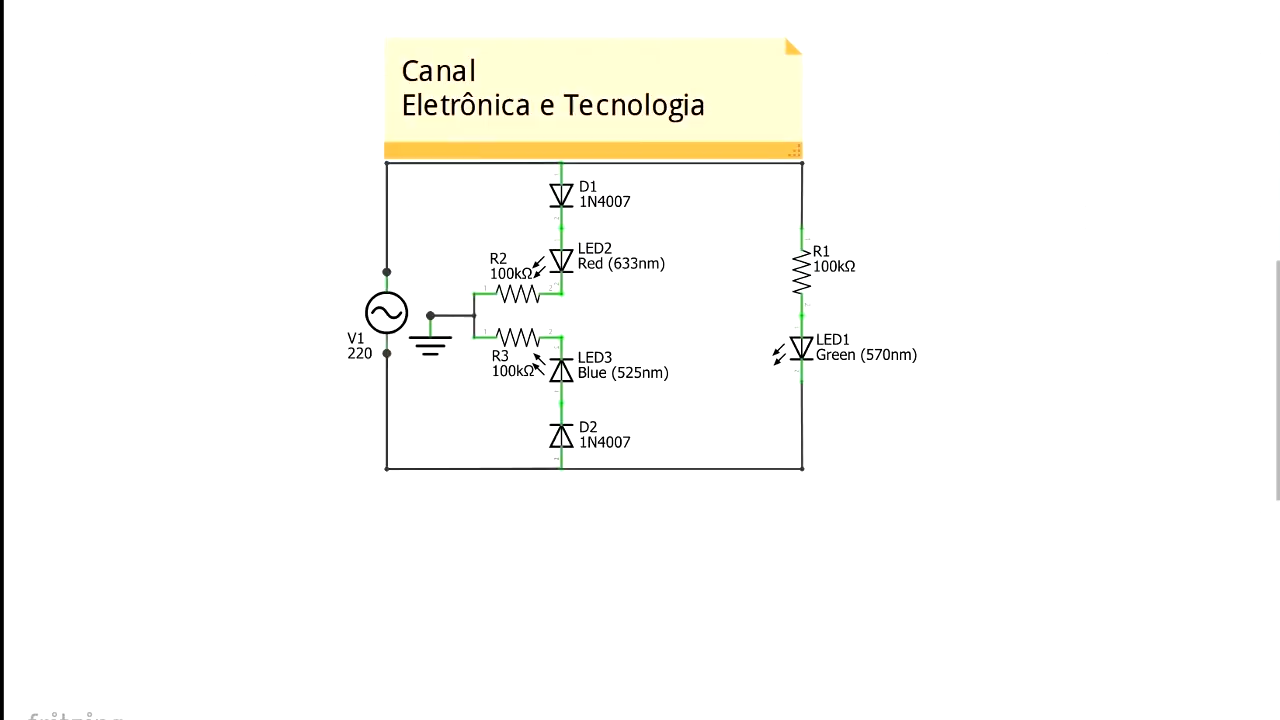 Canal
Eletrônica e Tecnologia
D1
1N4007
LED2
Red (633nm)
R2
100kΩ
R1
100kΩ
V1
220
LED1
Green (570nm)
R3
100kΩ
LED3
Blue (525nm)
D2
1N4007